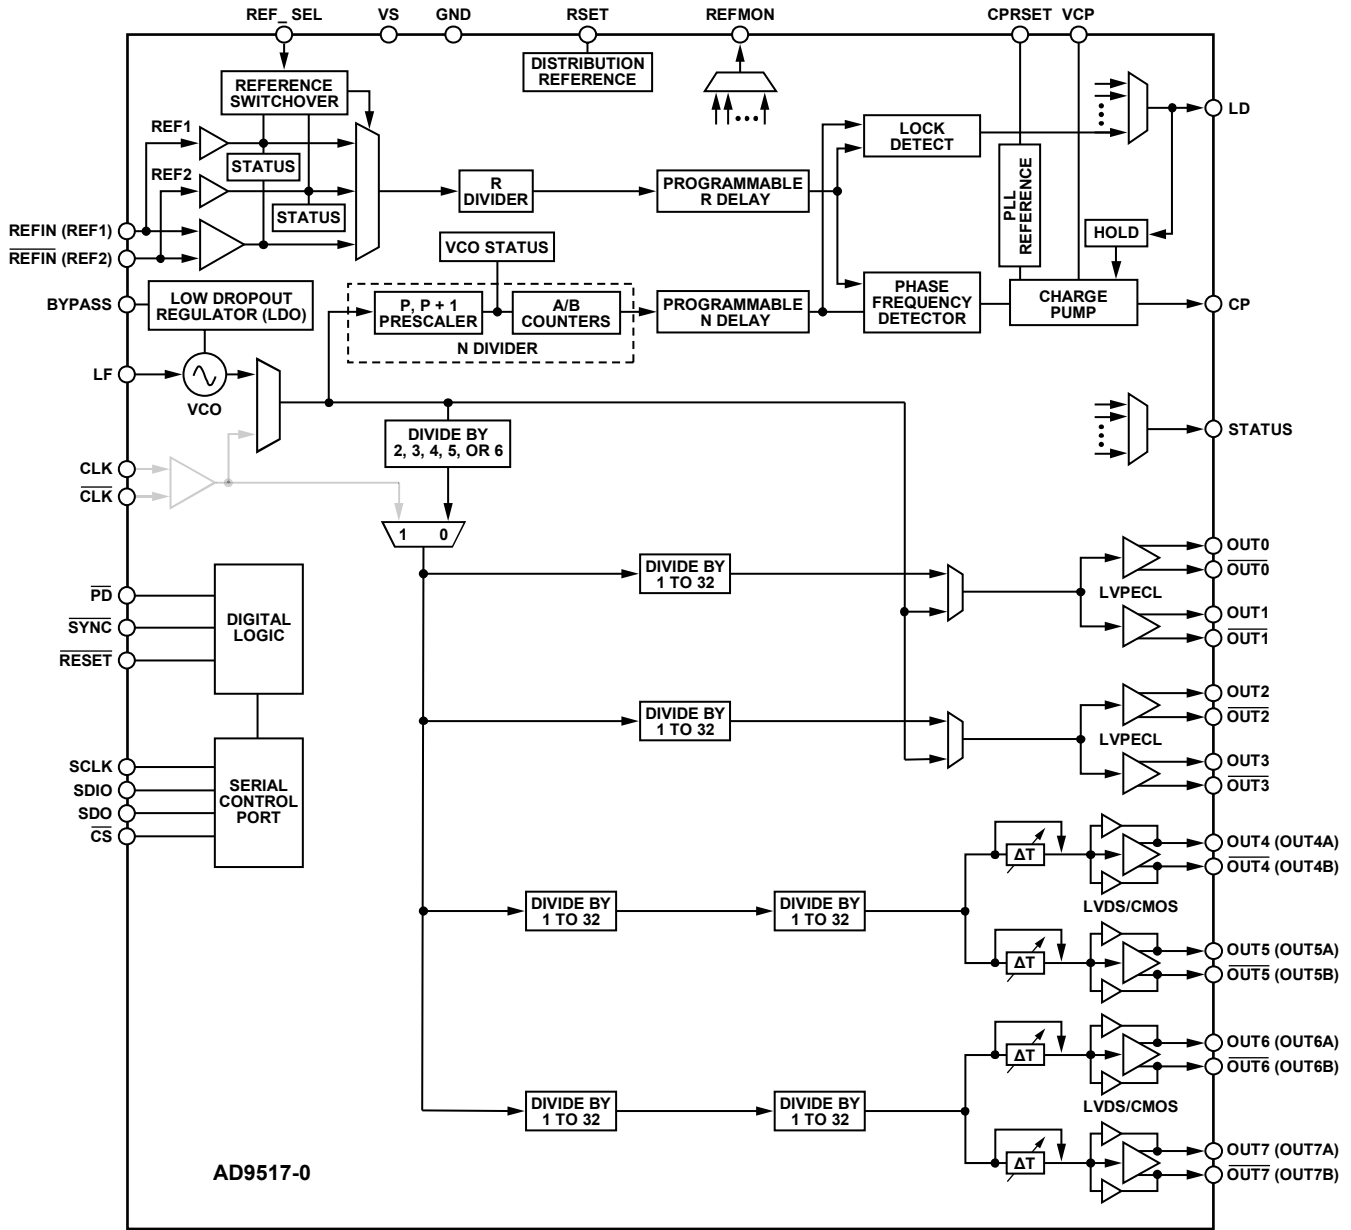 REF_ SEL
VS
GND
RSET
REFMON
CPRSET
VCP
DISTRIBUTION
REFERENCE
REFERENCE
SWITCHOVER
REF1
STATUS
REF2
STATUS
R
DIVIDER
PROGRAMMABLE
R DELAY
LOCK
DETECT
LD
PLL
REFERENCE
HOLD
REFIN (REF1)
REFIN (REF2)
BYPASS
LOW DROPOUT
REGULATOR (LDO)
VCO STATUS
P, P + 1
PRESCALER
A/B
COUNTERS
N DIVIDER
PROGRAMMABLE
N DELAY
PHASE
FREQUENCY
DETECTOR
CHARGE
PUMP
CP
LF
VCO
STATUS
DIVIDE BY
2, 3, 4, 5, OR 6
CLK
CLK
1 0
PD
SYNC
RESET
DIGITAL
LOGIC
DIVIDE BY
1 TO 32
LVPECL
OUT0
OUT0
OUT1
OUT1
DIVIDE BY
1 TO 32
LVPECL
OUT2
OUT2
OUT3
OUT3
SCLK
SDIO
SDO
CS
SERIAL
CONTROL
PORT
DIVIDE BY
1 TO 32
DIVIDE BY
1 TO 32
ΔT
OUT4 (OUT4A)
OUT4 (OUT4B)
LVDS/CMOS
ΔT
OUT5 (OUT5A)
OUT5 (OUT5B)
DIVIDE BY
1 TO 32
DIVIDE BY
1 TO 32
ΔT
OUT6 (OUT6A)
OUT6 (OUT6B)
LVDS/CMOS
ΔT
OUT7 (OUT7A)
OUT7 (OUT7B)
AD9517-0